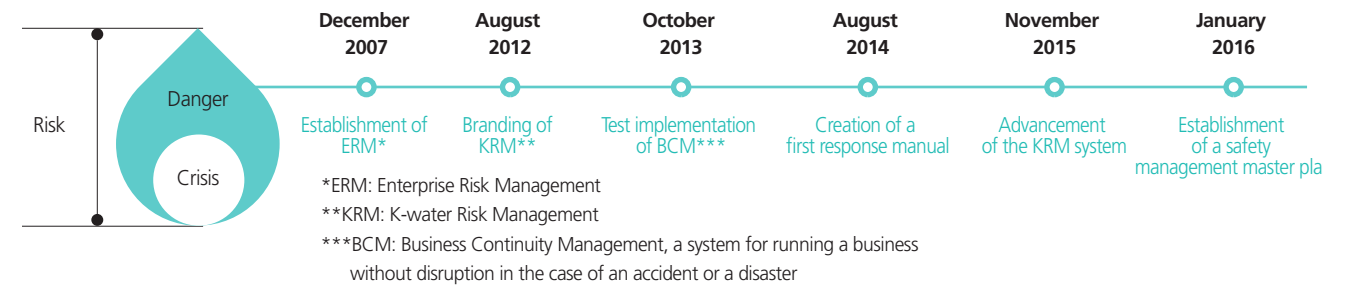 Risk
Danger
Crisis
December
2007
Establishment of
ERM*
August
2012
Branding of
KRM**
October
2013
Test implementation
of BCM***
August
2014
Creation of a
first response manual
November
2015
Advancement
of the KRM system
January
2016
Establishment
of a safety
management master pla
*ERM: Enterprise Risk Management
**KRM: K-water Risk Management
***BCM: Business Continuity Management, a system for running a business
without disruption in the case of an accident or a disaster